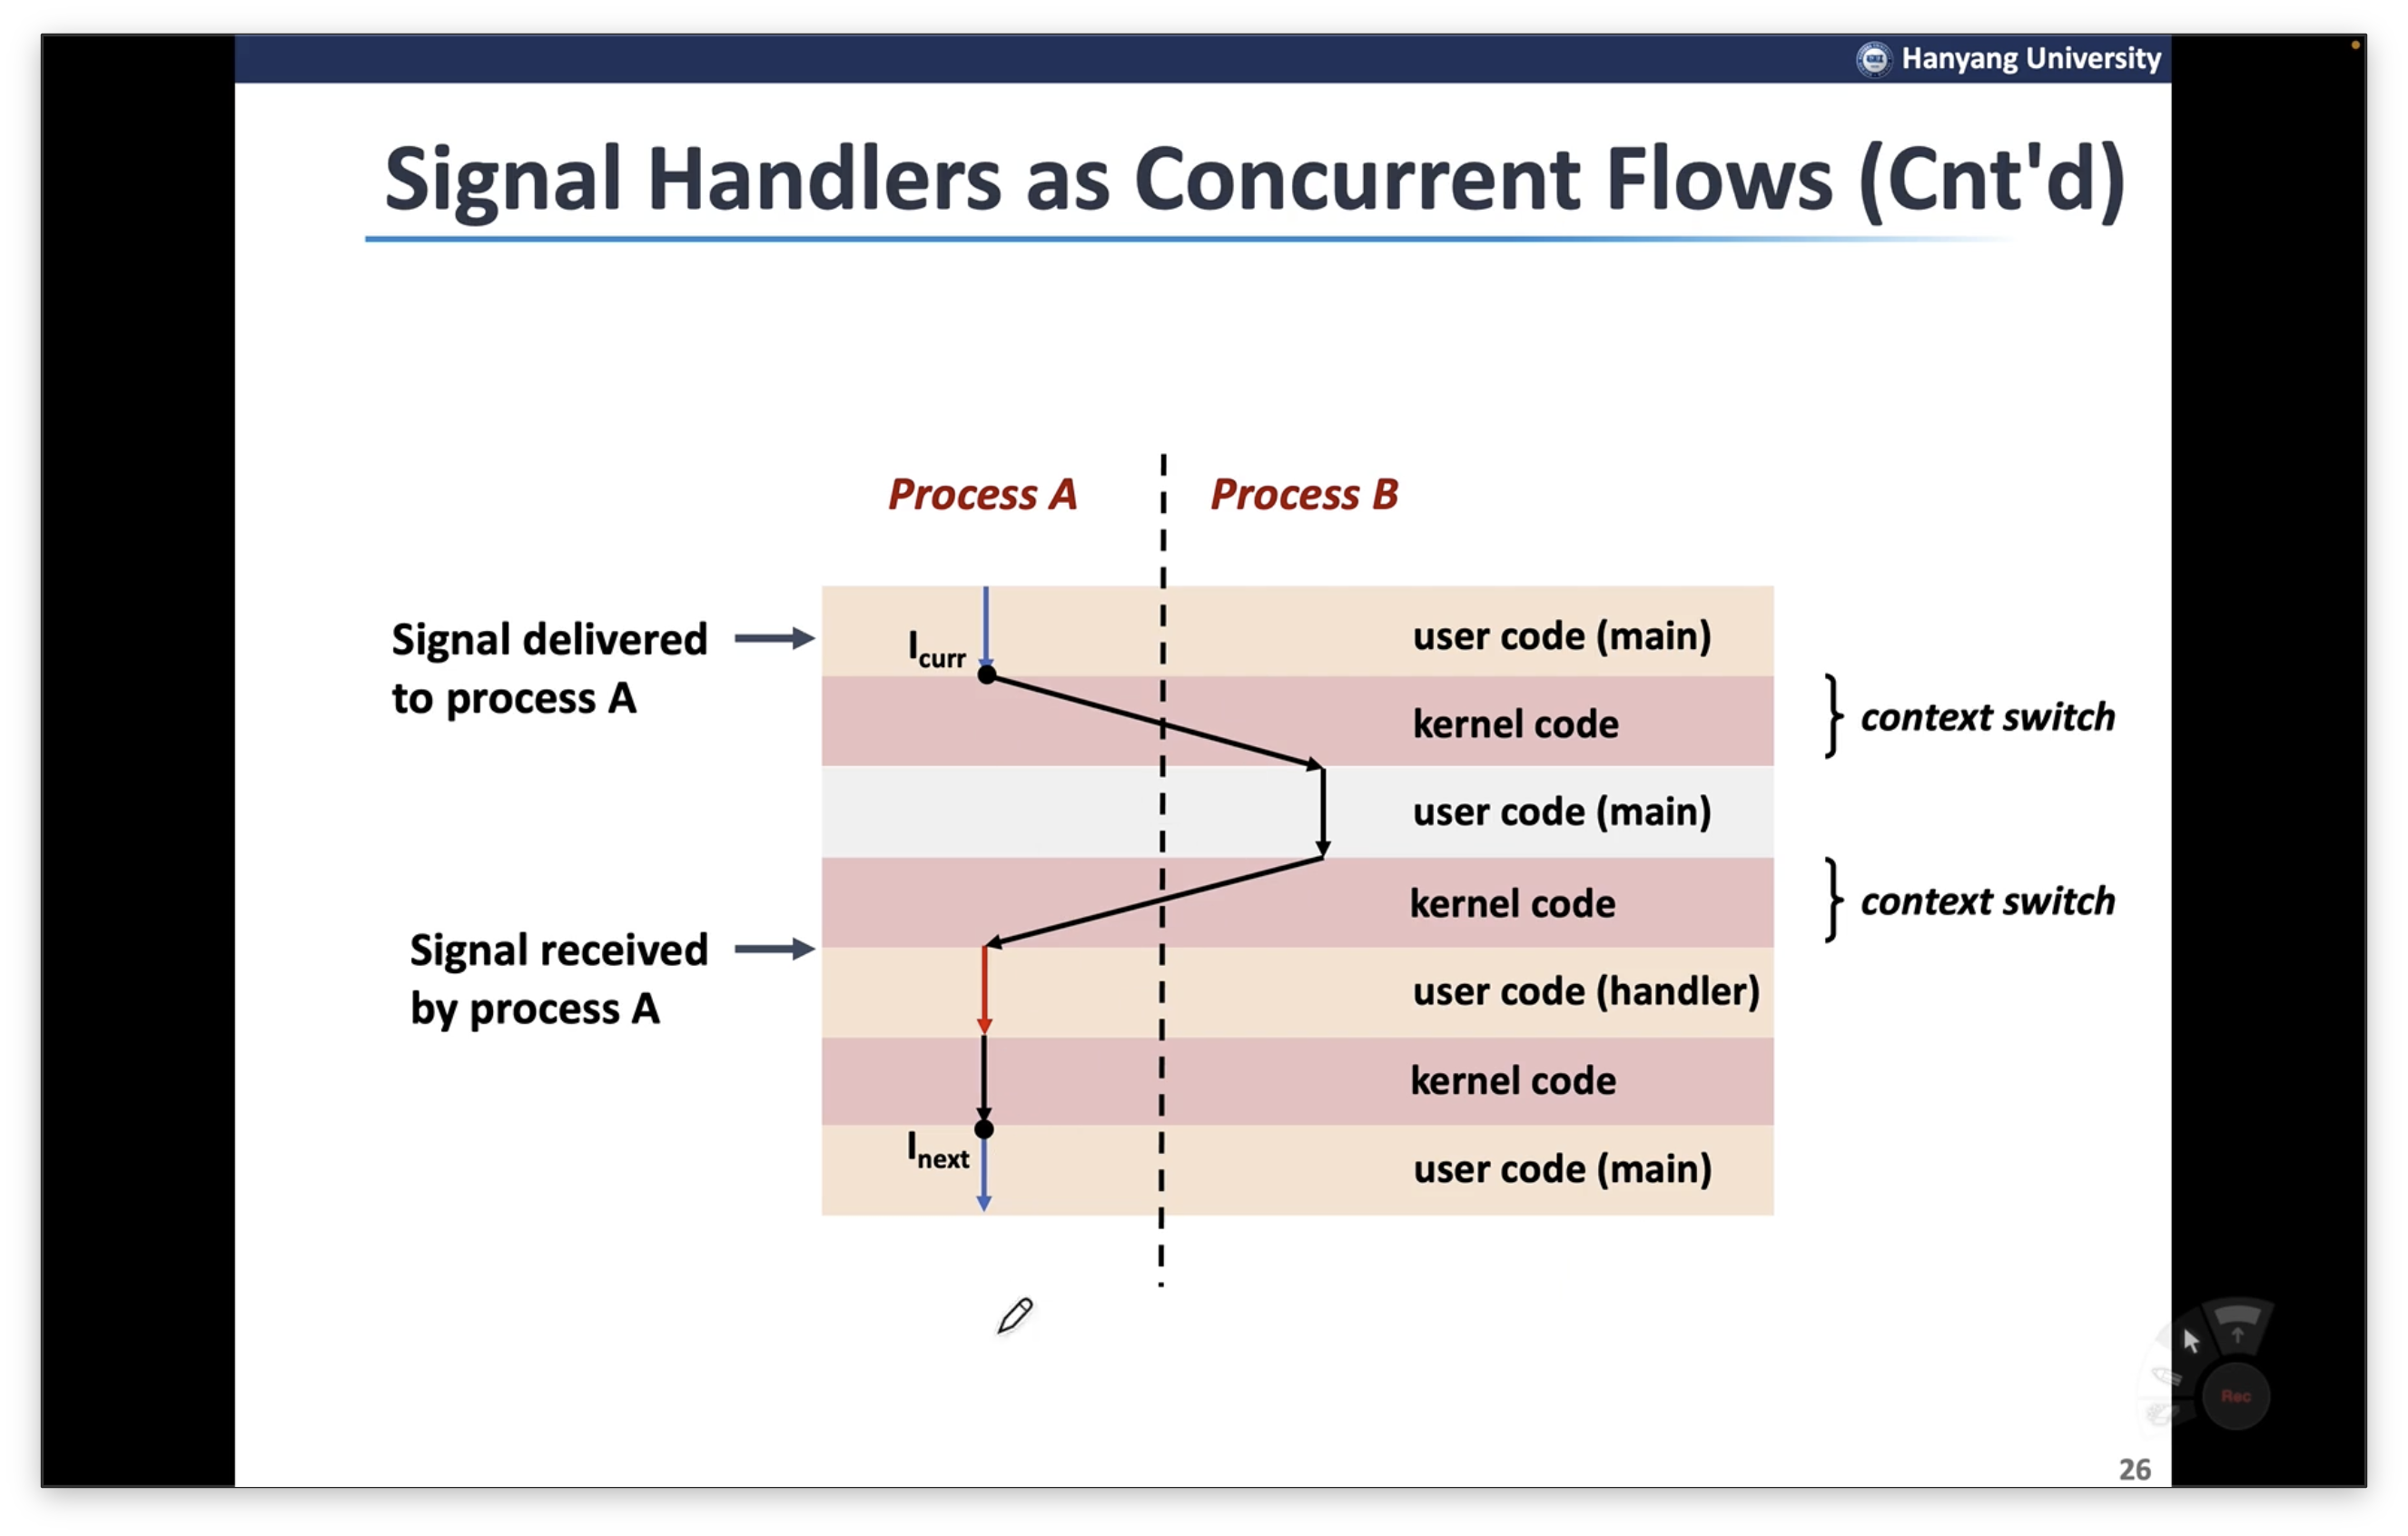 Hanyang University
Signal Handlers as Concurrent Flows (Cnt'd)
Process A
Process B
Signal delivered
to process A
Icurr
user code (main)
kernel code
context switch
user code (main)
kernel code
context switch
Signal received
by process A
user code (handler)
kernel code
Inext
user code (main)
Rec
26